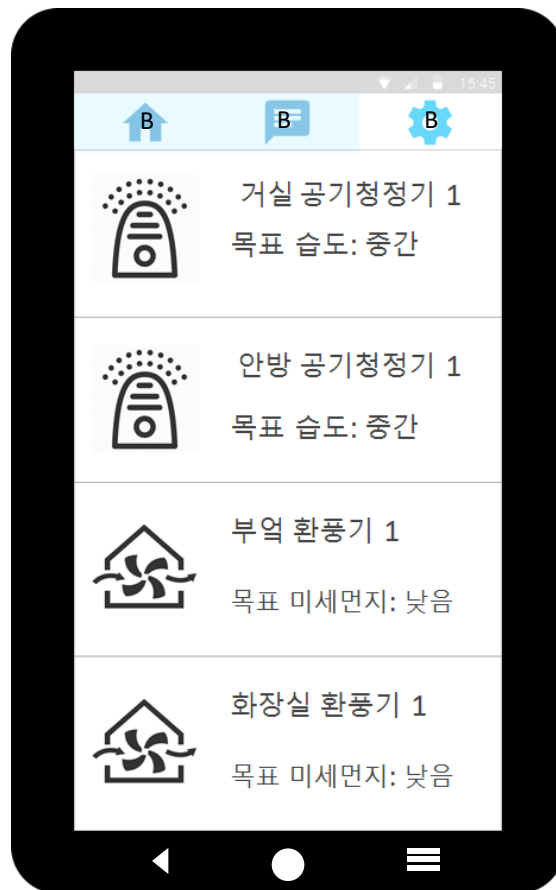 15:45
B B B
거실 공기청정기 1
목표 습도: 중간
안방 공기청정기 1
목표 습도: 중간
부엌 환풍기 1
목표 미세먼지: 낮음
화장실 환풍기 1
목표 미세먼지: 낮음